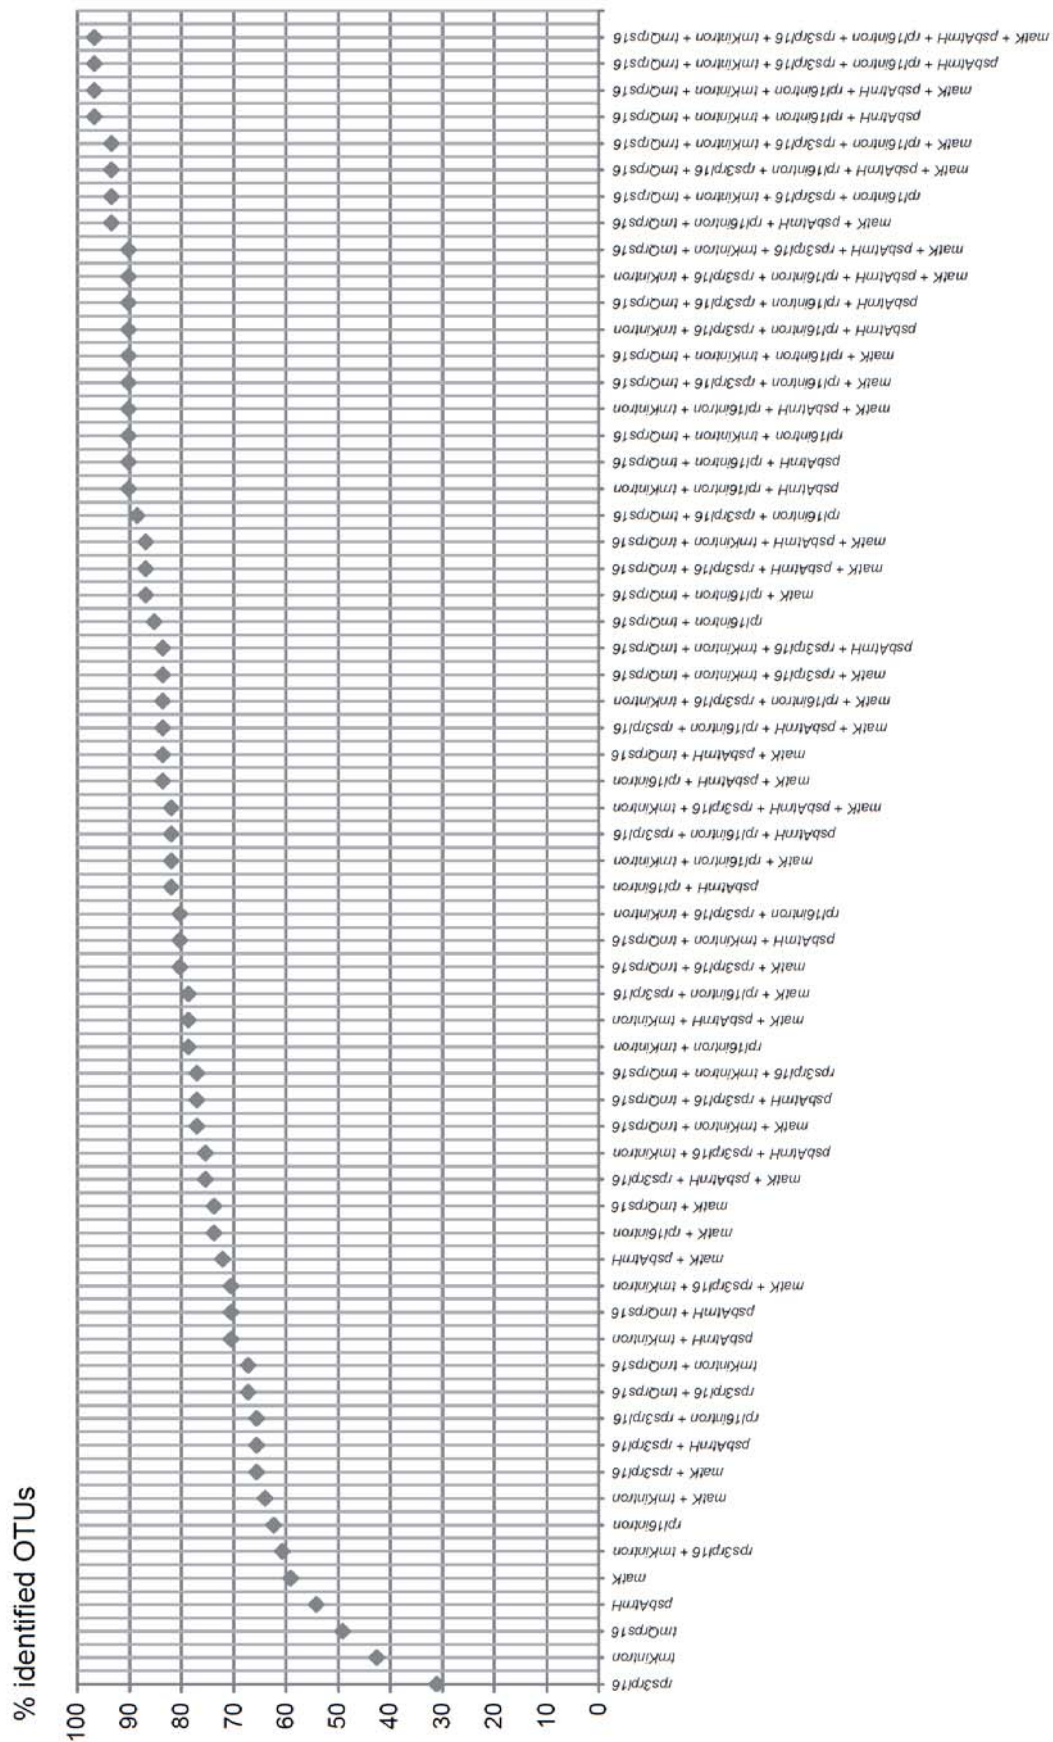 % identified OTUs
100
90
80
70
60
50
40
30
20
10
0
rps3rpl16
trnKintron
trnQrps16
psbAtrnH
matK
rps3rpl16 + trnKintron
rpl16intron
matK + trnKintron
matK + rps3rpl16
psbAtrnH + rps3rpl16
rpl16intron + rps3rpl16
rps3rpl16 + trnQrps16
trnKintron + trnQrps16
psbAtrnH + trnKintron
psbAtrnH + trnQrps16
matK + rps3rpl16 + trnKintron
matK + psbAtrnH
matK + rpl16intron
matK + trnQrps16
matK + psbAtrnH + rps3rpl16
psbAtrnH + rps3rpl16 + trnKintron
matK + trnKintron + trnQrps16
psbAtrnH + rps3rpl16 + trnQrps16
rps3rpl16 + trnKintron + trnQrps16
rpl16intron + trnKintron
matK + psbAtrnH + trnKintron
matK + rpl16intron + rps3rpl16
matK + rps3rpl16 + trnQrps16
psbAtrnH + trnKintron + trnQrps16
rpl16intron + rps3rpl16 + trnKintron
psbAtrnH + rpl16intron
matK + rpl16intron + trnKintron
psbAtrnH + rpl16intron + rps3rpl16
matK + psbAtrnH + rps3rpl16 + trnKintron
matK + psbAtrnH + rpl16intron
matK + psbAtrnH + trnQrps16
matK + psbAtrnH + rpl16intron + rps3rpl16
matK + rpl16intron + rps3rpl16 + trnKintron
matK + rps3rpl16 + trnKintron + trnQrps16
psbAtrnH + rps3rpl16 + trnKintron + trnQrps16
rpl16intron + trnQrps16
matK + rpl16intron + trnQrps16
matK + psbAtrnH + rps3rpl16 + trnQrps16
matK + psbAtrnH + trnKintron + trnQrps16
rpl16intron + rps3rpl16 + trnQrps16
psbAtrnH + rpl16intron + trnKintron
psbAtrnH + rpl16intron + trnQrps16
rpl16intron + trnKintron + trnQrps16
matK + psbAtrnH + rpl16intron + trnKintron
matK + rpl16intron + rps3rpl16 + trnQrps16
matK + rpl16intron + trnKintron + trnQrps16
psbAtrnH + rpl16intron + rps3rpl16 + trnKintron
psbAtrnH + rpl16intron + rps3rpl16 + trnQrps16
matK + psbAtrnH + rpl16intron + rps3rpl16 + trnKintron
matK + psbAtrnH + rps3rpl16 + trnKintron + trnQrps16
matK + psbAtrnH + rpl16intron + trnQrps16
rpl16intron + rps3rpl16 + trnKintron + trnQrps16
matK + psbAtrnH + rpl16intron + rps3rpl16 + trnQrps16
matK + rpl16intron + rps3rpl16 + trnKintron + trnQrps16
psbAtrnH + rpl16intron + trnKintron + trnQrps16
matK + psbAtrnH + rpl16intron + trnKintron + trnQrps16
psbAtrnH + rpl16intron + rps3rpl16 + trnKintron + trnQrps16
matK + psbAtrnH + rpl16intron + rps3rpl16 + trnKintron + trnQrps16